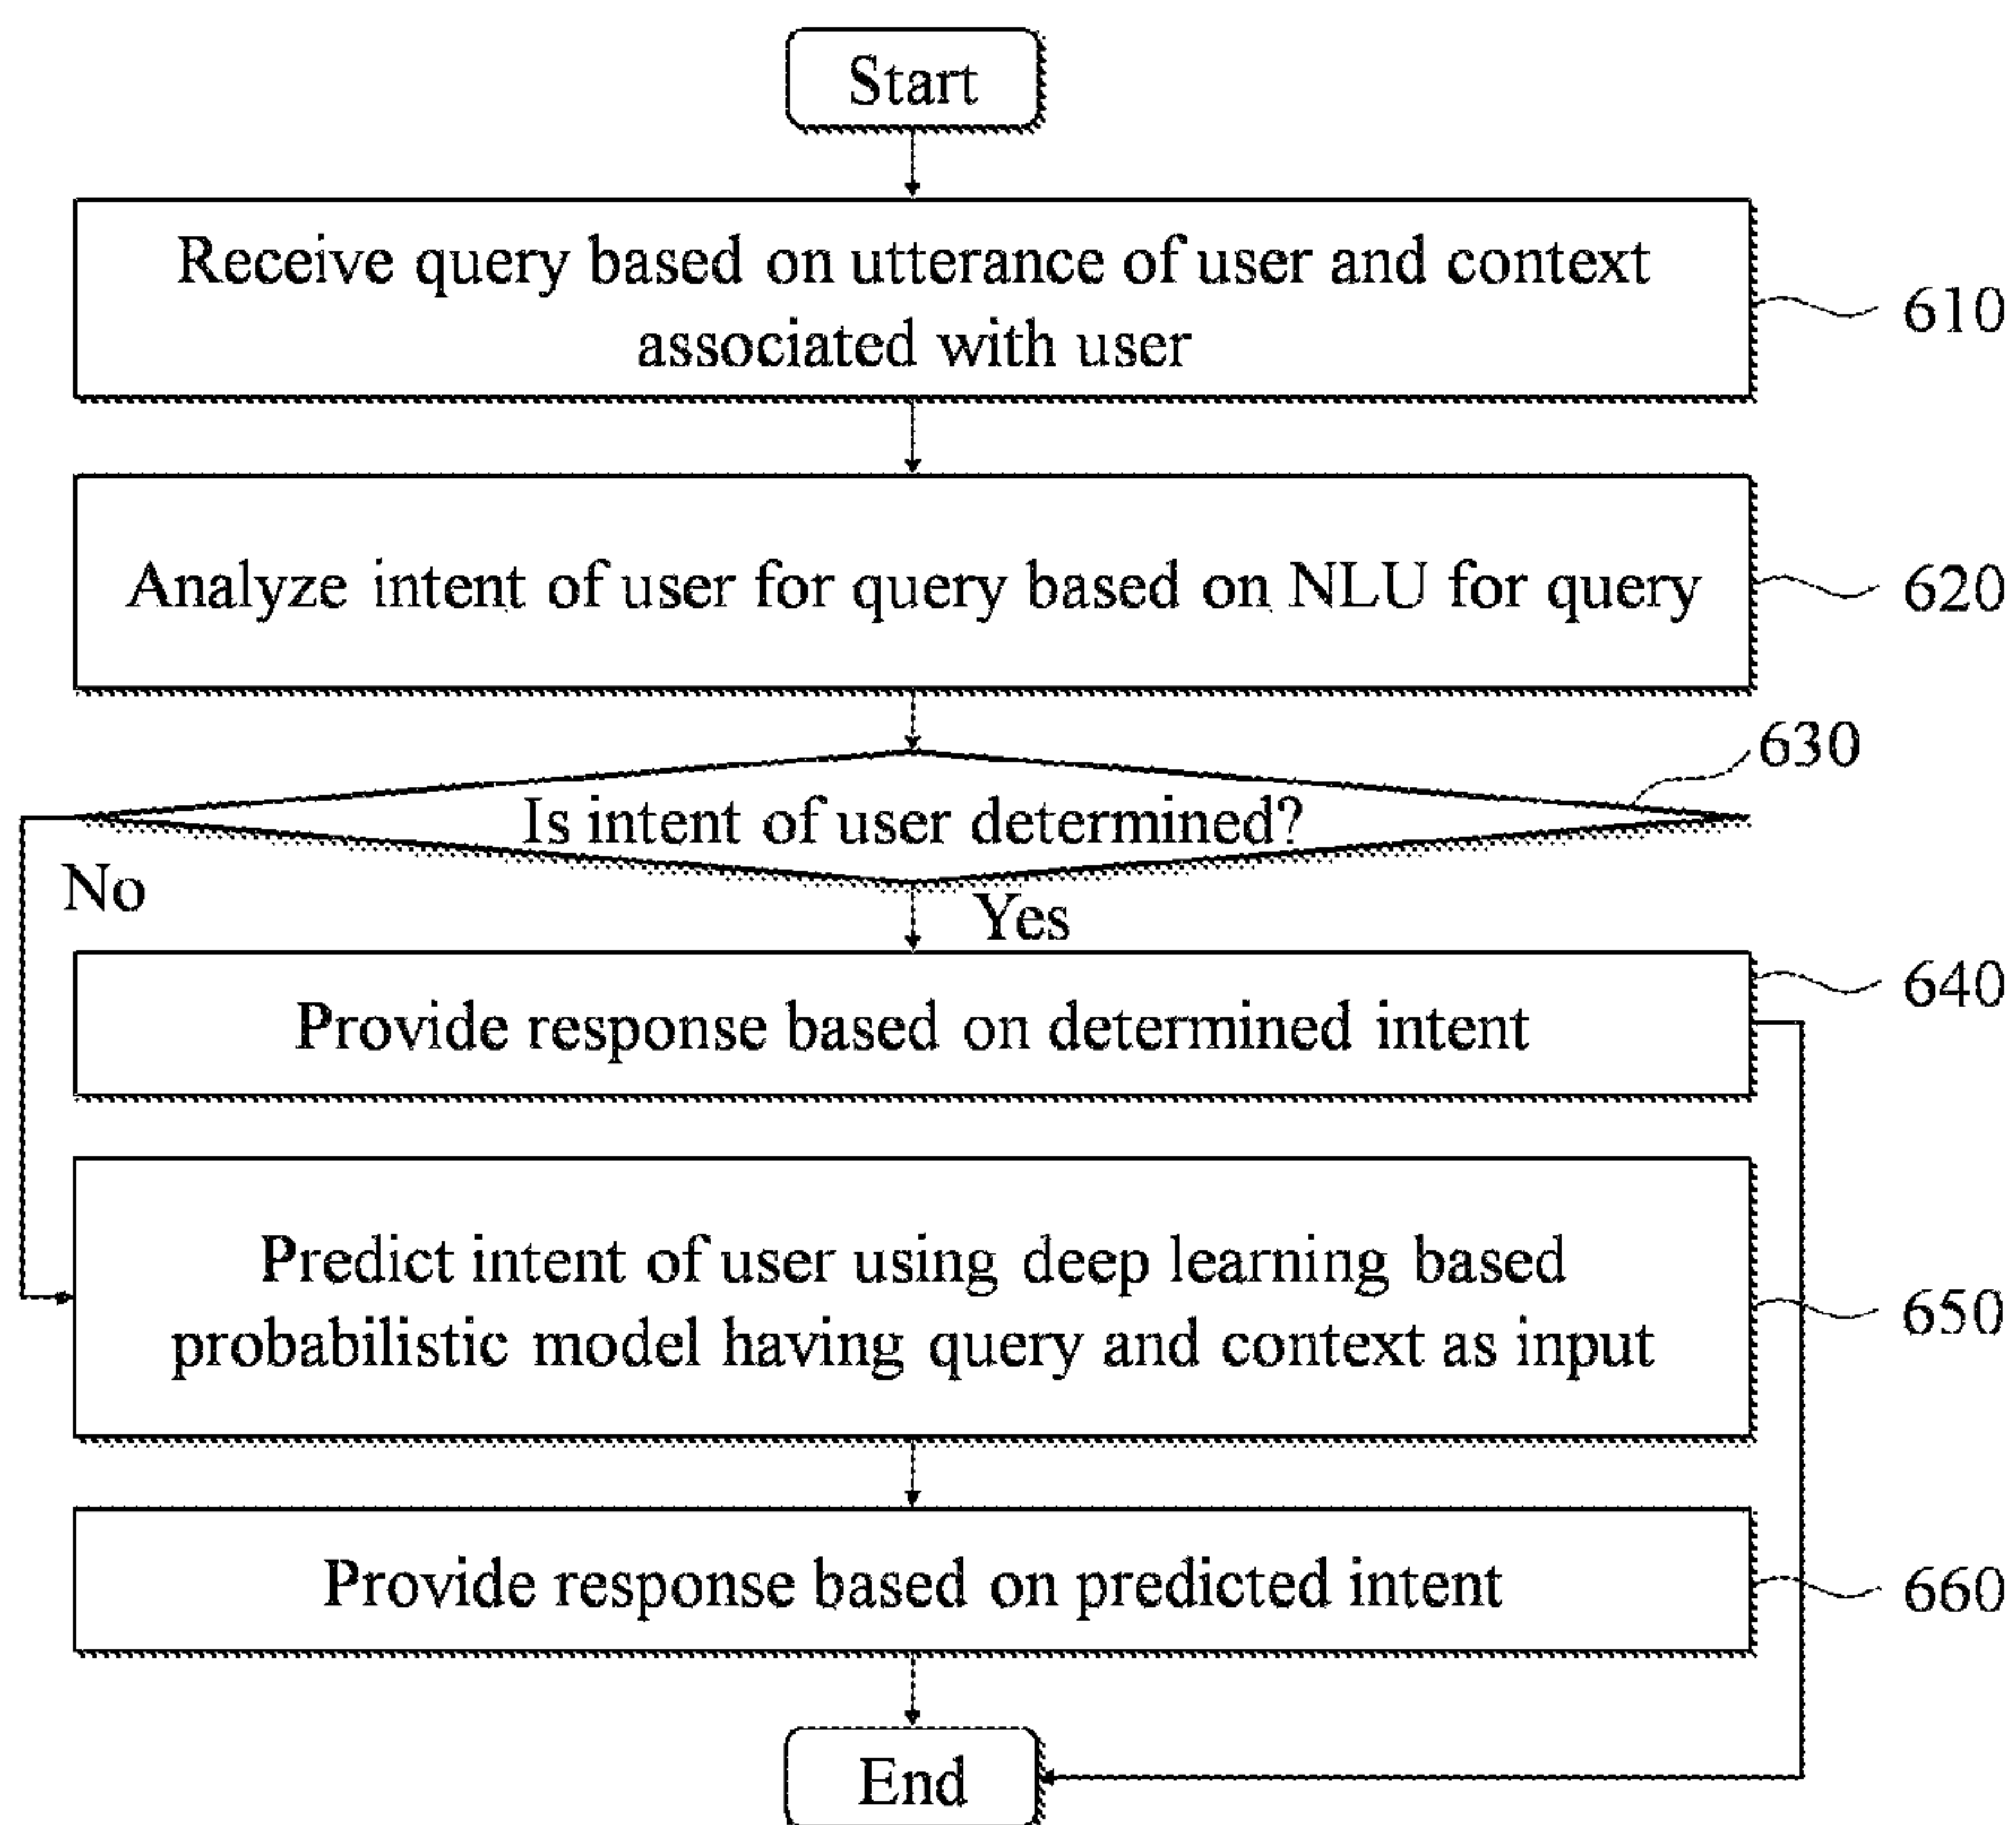 Start
Receive query based on utterance of user and context
associated with user
610
Analyze intent of user for query based on NLU for query
620
630
Is intent of user determined?
No
Yes
640
Provide response based on determined intent
Predict intent of user using deep learning based
probabilistic model having query and context as input
650
Provide response based on predicted intent
660
End